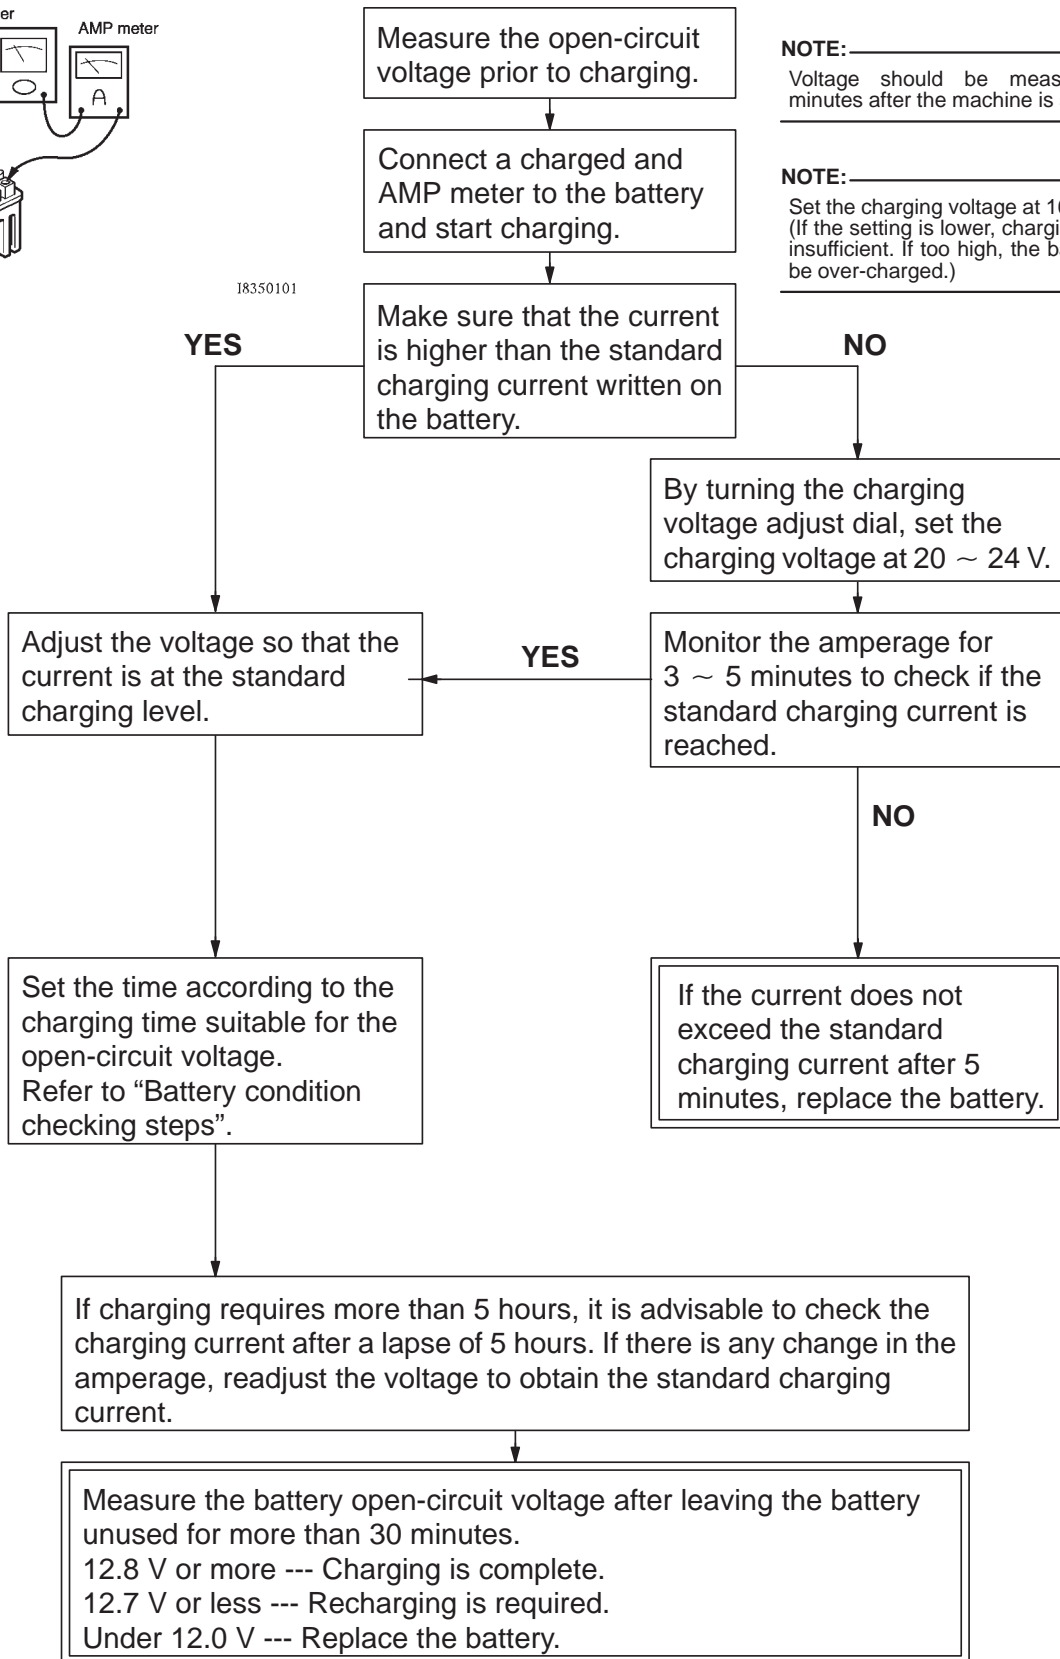 AMP meter
Measure the open-circuit
voltage prior to charging.
NOTE:
Voltage should be
minutes after the machine is
Connect a charged and
AMP meter to the battery
and start charging.
NOTE:
Set the charging voltage at
(If the setting is lower,
insufficient. If too high, the
be over-charged.)
A
I8350101
Make sure that the current
is higher than the standard
charging current written on
the battery.
YES
NO
By turning the charging
voltage adjust dial, set the
charging voltage at 20 ~ 24 V.
Adjust the voltage so that the
current is at the standard
charging level.
YES
Monitor the amperage for
3 ~ 5 minutes to check if the
standard charging current is
reached.
NO
Set the time according to the
charging time suitable for the
open-circuit voltage.
Refer to “Battery condition
checking steps”.
If the current does not
exceed the standard
charging current after 5
minutes, replace the battery.
If charging requires more than 5 hours, it is advisable to check the
charging current after a lapse of 5 hours. If there is any change in the
amperage, readjust the voltage to obtain the standard charging
current.
Measure the battery open-circuit voltage after leaving the battery
unused for more than 30 minutes.
12.8 V or more --- Charging is complete.
12.7 V or less --- Recharging is required.
Under 12.0 V --- Replace the battery.